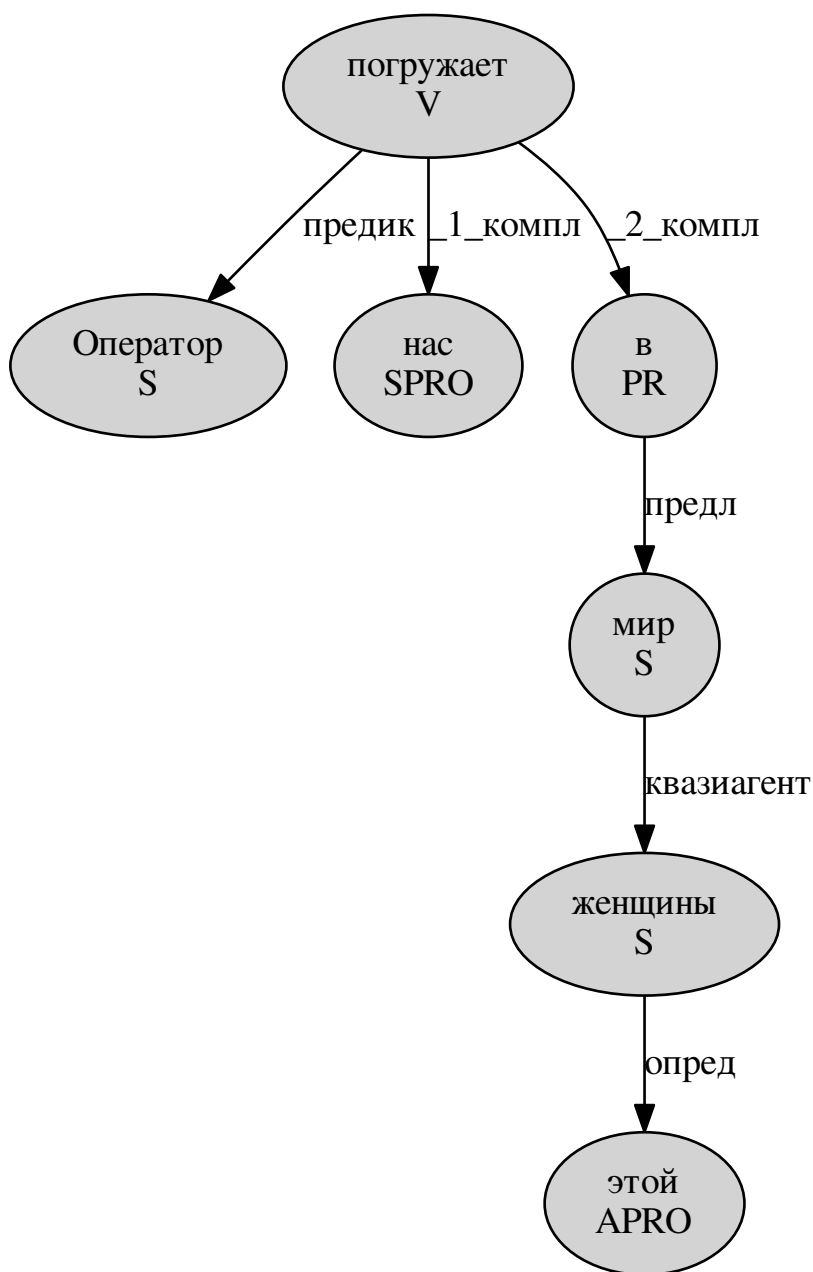 погружает
V
предик
_1_компл
_2_компл
Оператор
S
нас
SPRO
в
PR
предл
мир
S
квазиагент
женщины
S
опред
этой
APRO